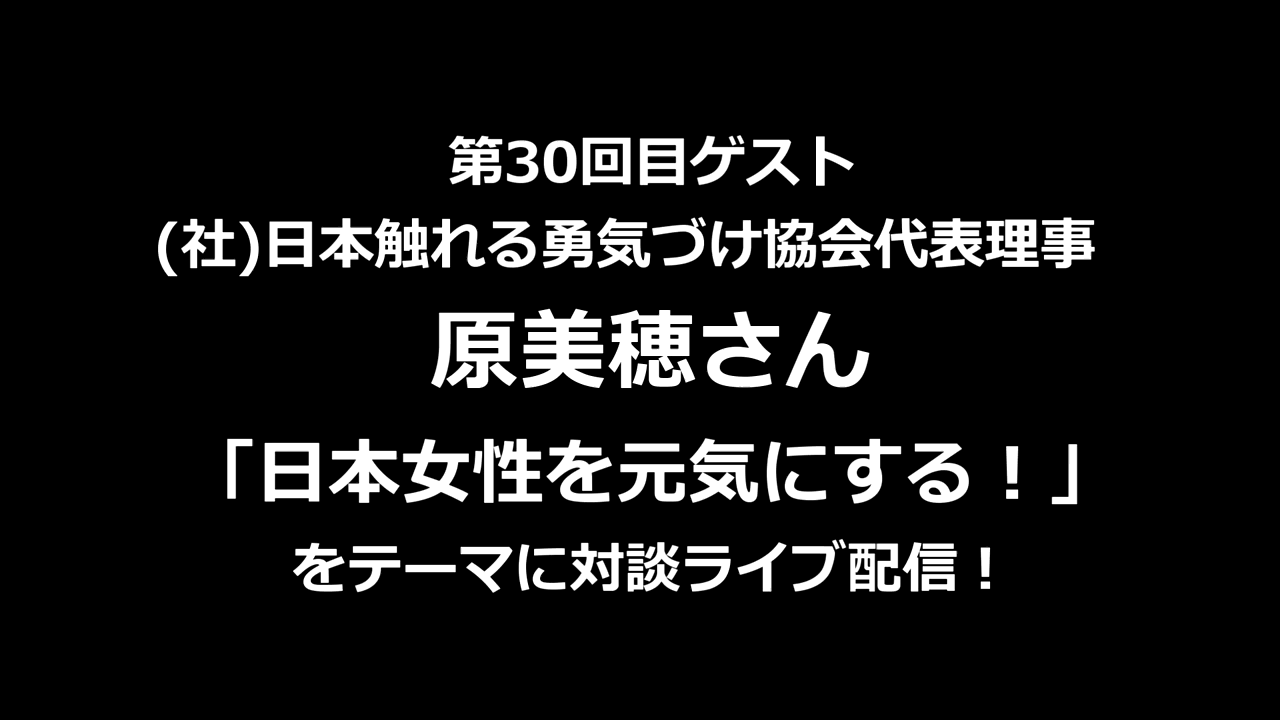 第30回目ゲスト
(社)日本触れる勇気づけ協会代表理事
原美穂さん
「日本女性を元気にする！」
をテーマに対談ライブ配信！